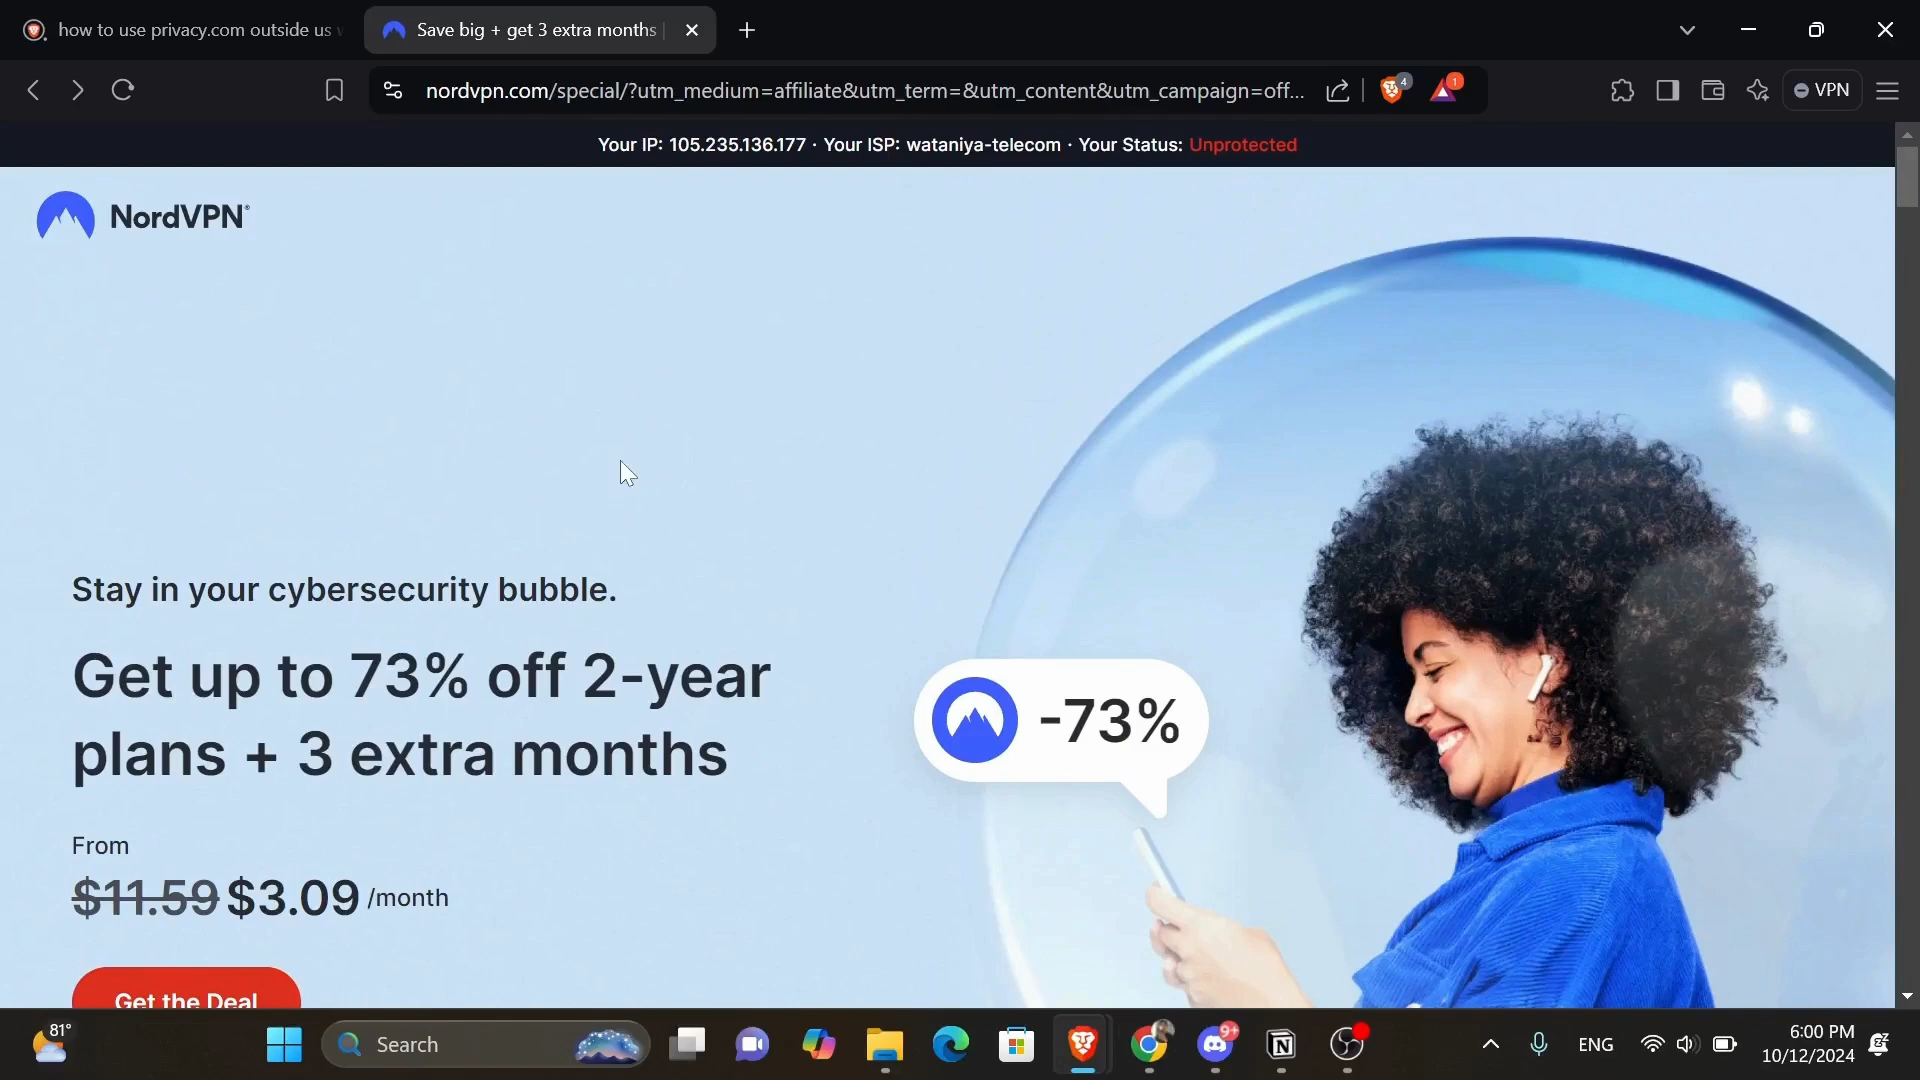 how to use privacy.com outside us
Save big + get 3 extra months
nordvpn.com/special/?utm_medium=affiliate&utm_term=&utm_content&utm_campaign=off...
4
1
VPN
Your IP: 105.235.136.177 · Your ISP: wataniya-telecom · Your Status: Unprotected
NordVPN®
Stay in your cybersecurity bubble.
Get up to 73% off 2-year
plans + 3 extra months
-73%
From
$11.59 $3.09 /month
Get the Deal
81°
Search
9+
ENG
6:00 PM
10/12/2024